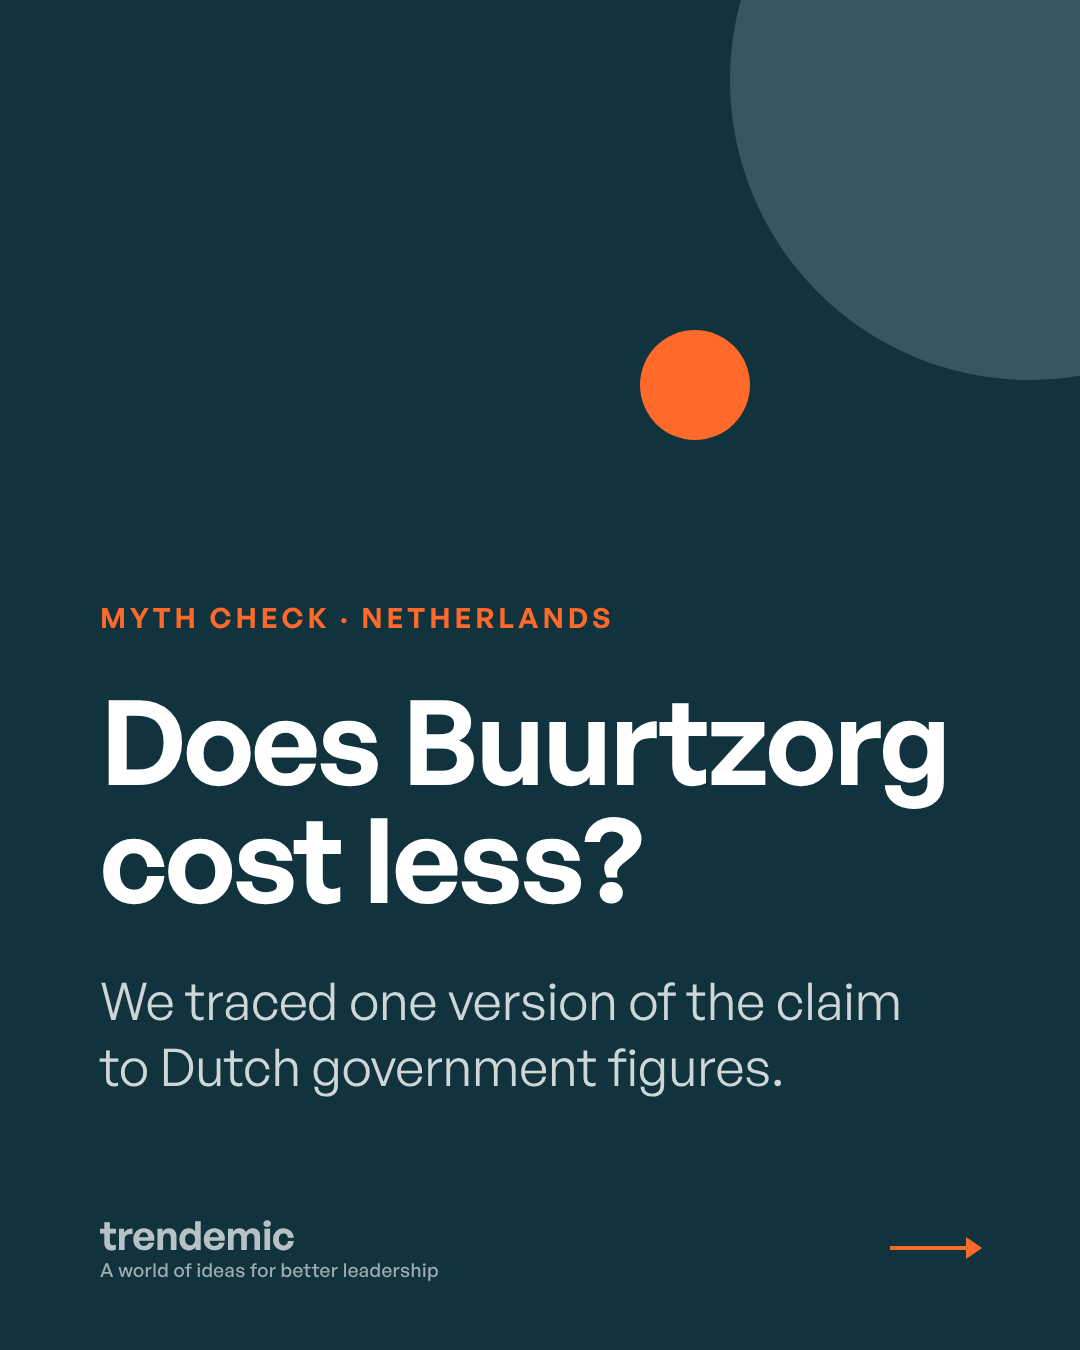 MYTH CHECK · NETHERLANDS
Does Buurtzorg
cost less?
We traced one version of the claim
to Dutch government figures.
trendemic
A world of ideas for better leadership